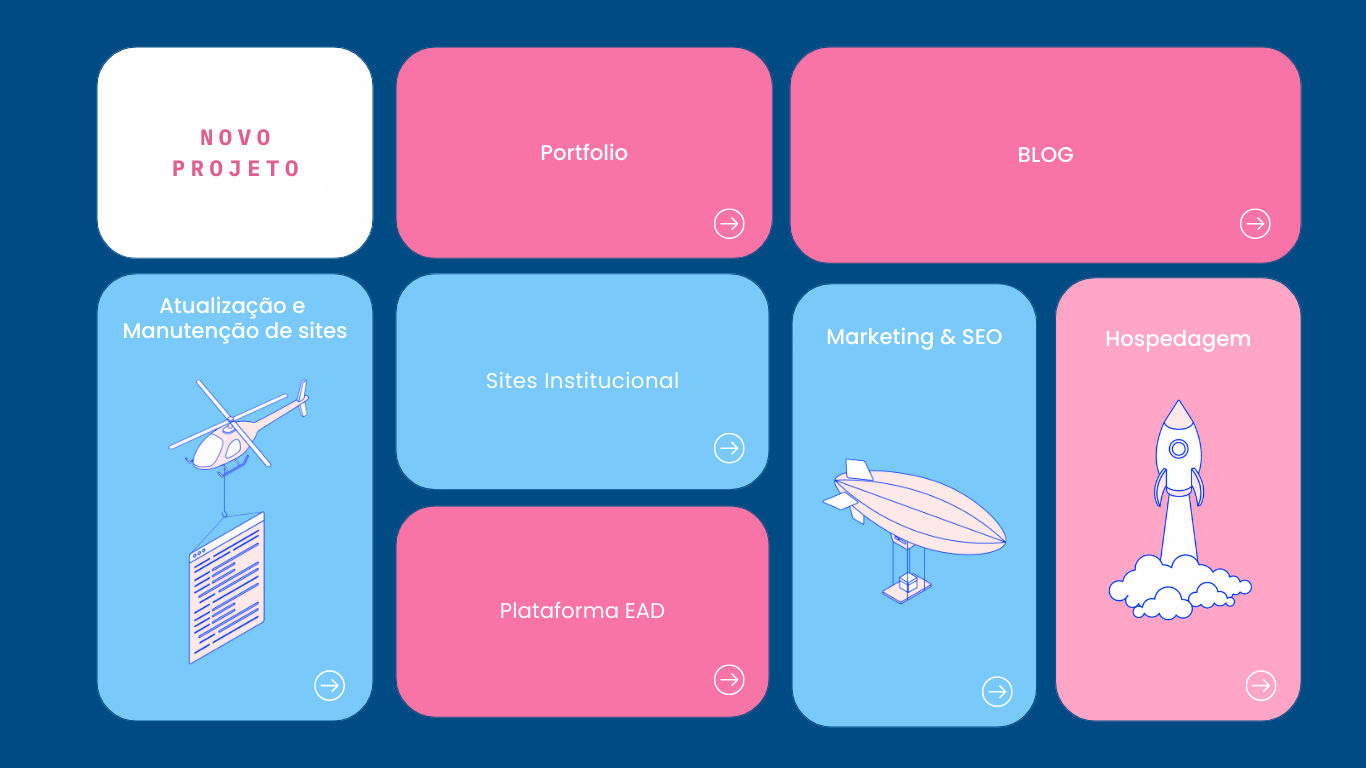 NOVO
PROJETO
Portfolio
BLOG
Atualização e
Manutenção de sites
Sites Institucional
Marketing & SEO
Hospedagem
Plataforma EAD